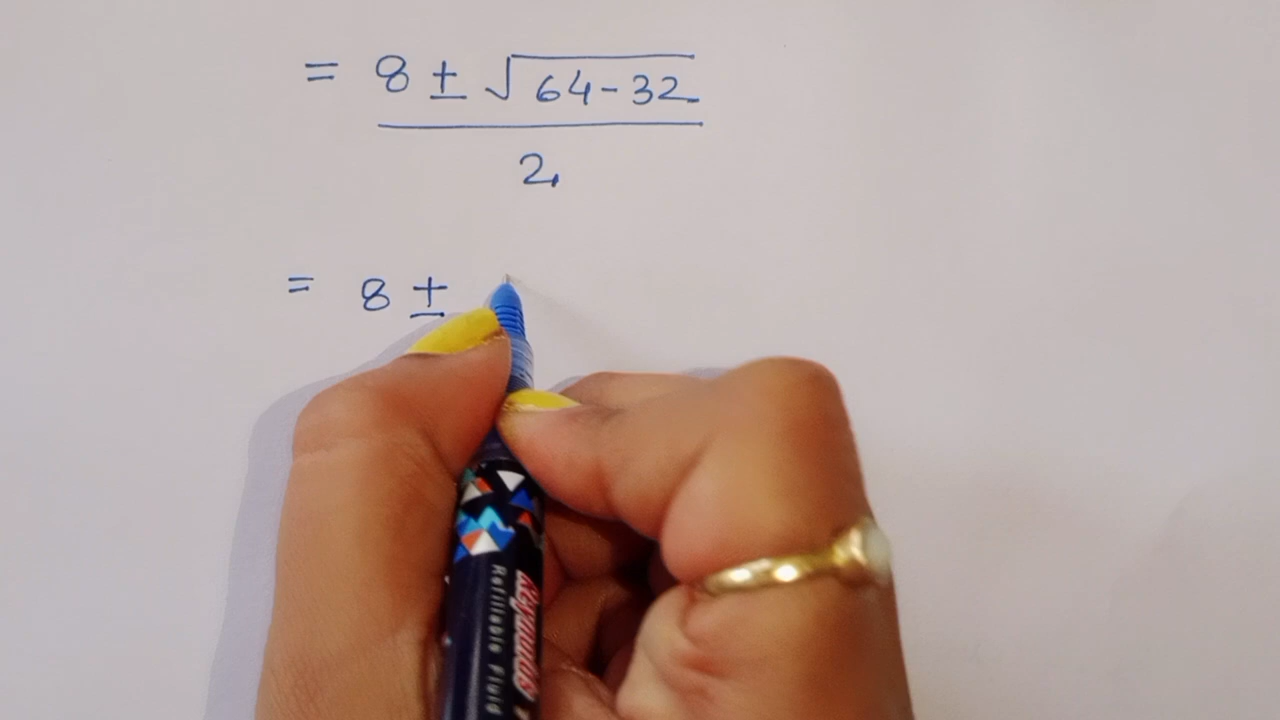 = 8 ± √64-32
2
= 8 ±
Reynolds
Refillable Fluid